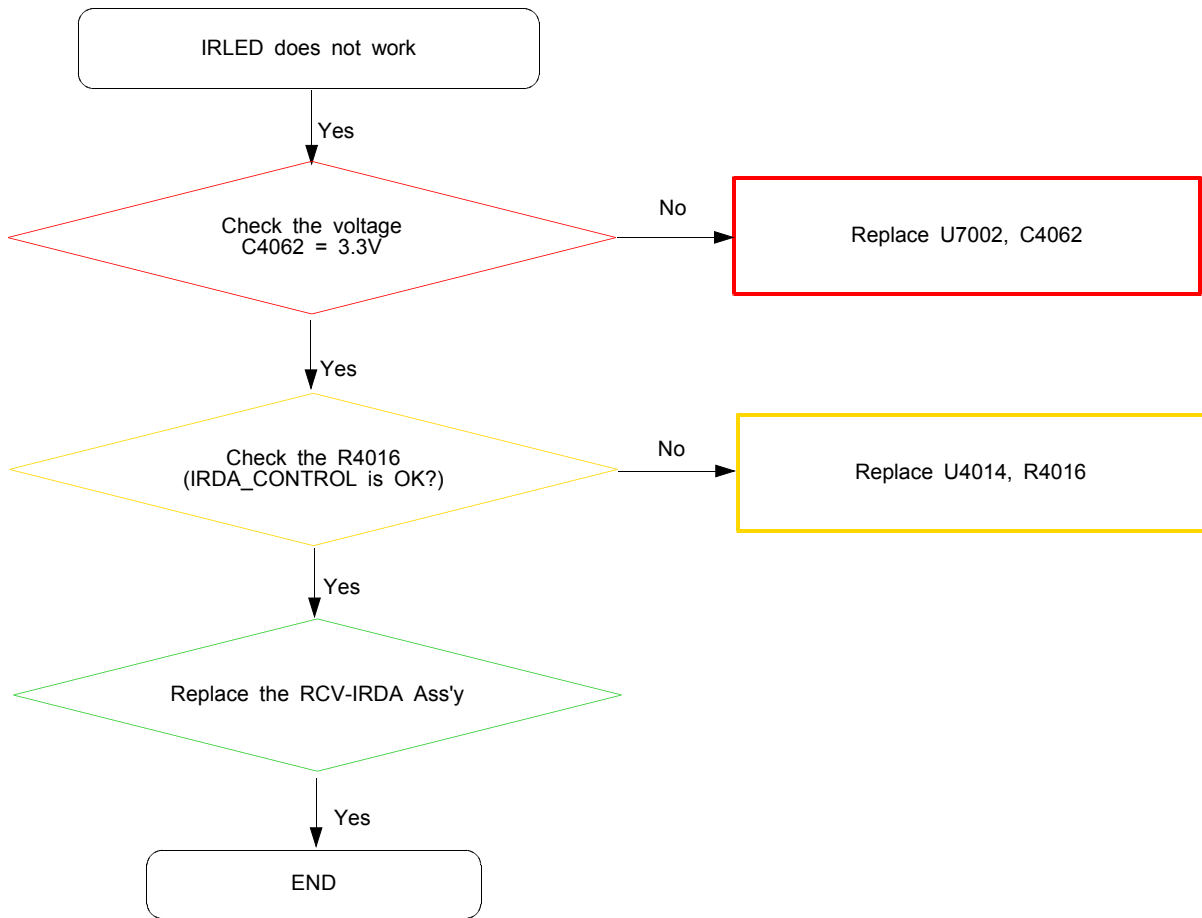 IRLED does not work
Yes
Check the voltage
C4062 = 3.3V
No
Replace U7002, C4062
Yes
Check the R4016
(IRDA_CONTROL is OK?)
No
Replace U4014, R4016
Yes
Replace the RCV-IRDA Ass'y
Yes
END